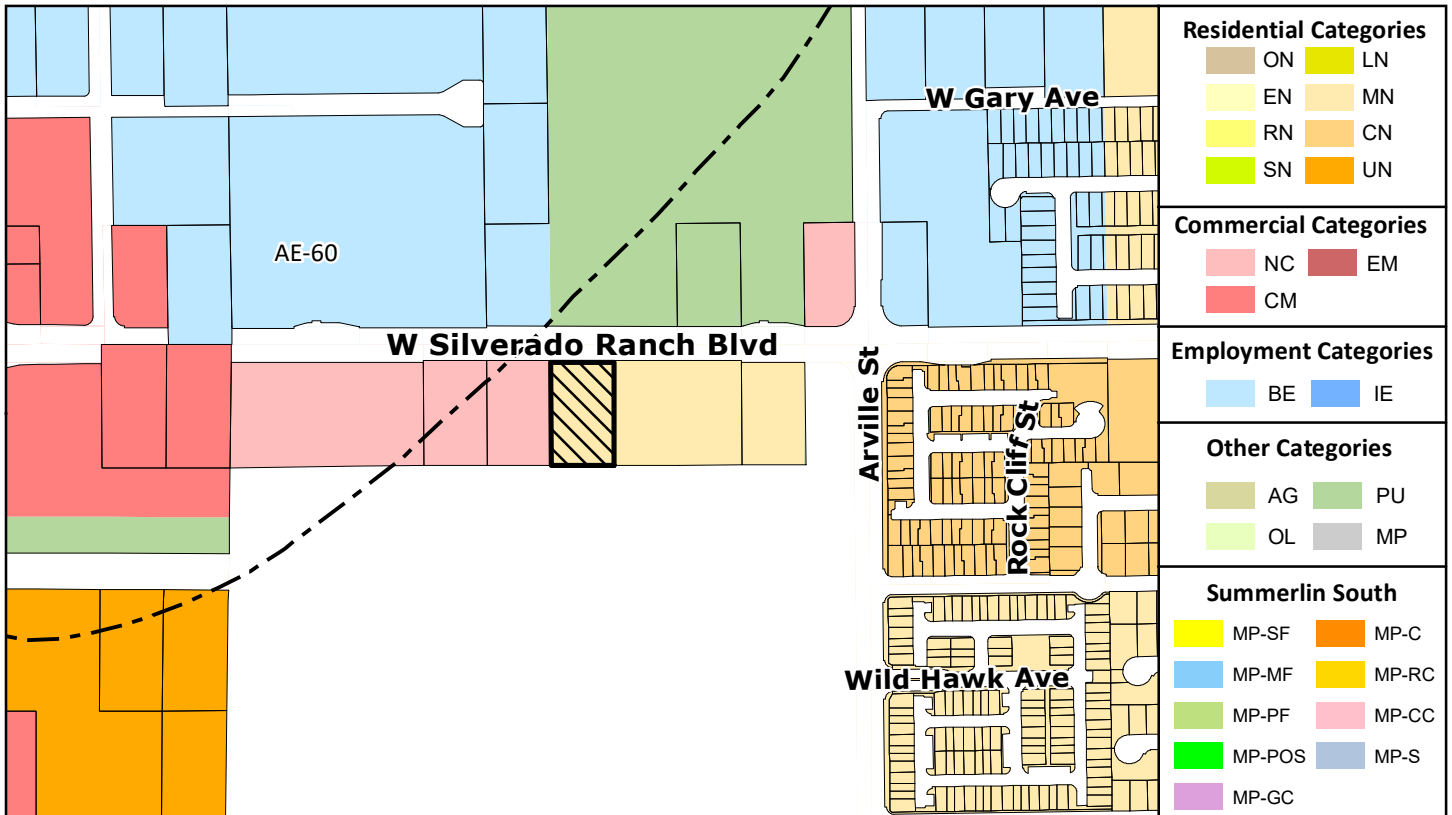 W Gary Ave
AE-60
W Silverado Ranch Blvd
Arville St
Rock Cliff St
Wild Hawk Ave
Residential Categories
ON LN
EN MN
RN CN
SN UN
Commercial Categories
NC EM
CM
Employment Categories
BE IE
Other Categories
AG PU
OL MP
Summerlin South
MP-SF MP-C
MP-MF MP-RC
MP-PF MP-CC
MP-POS MP-S
MP-GC